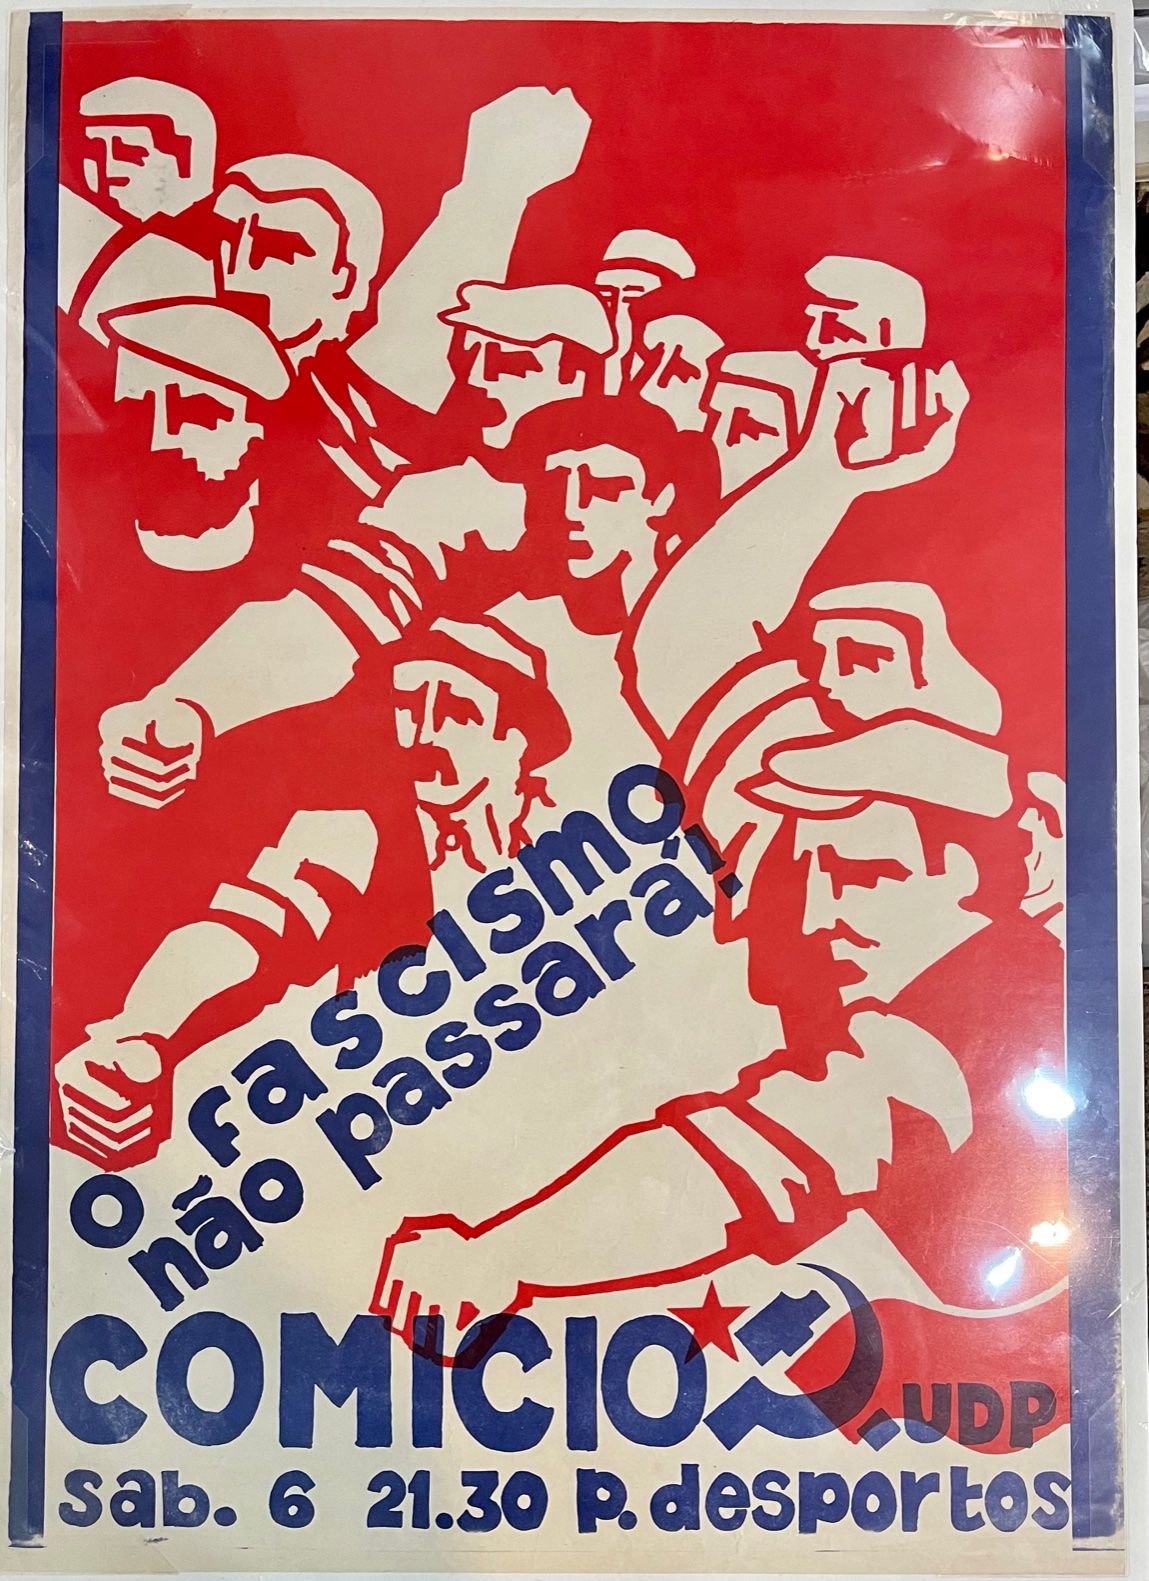 o fascismo
não passará!
COMICIO.UDP
sab. 6 21.30 p.desportos